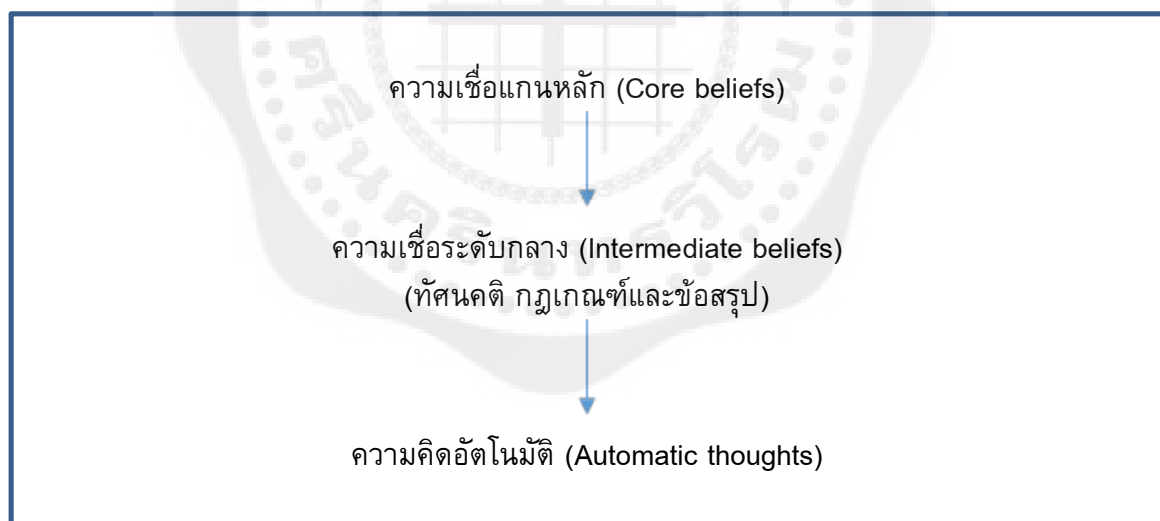 ความเชื่อแกนหลัก (Core beliefs)
ความเชื่อระดับกลาง (Intermediate beliefs)
(ทัศนคติ กฎเกณฑ์และข้อสรุป)
ความคิดอัตโนมัติ (Automatic thoughts)